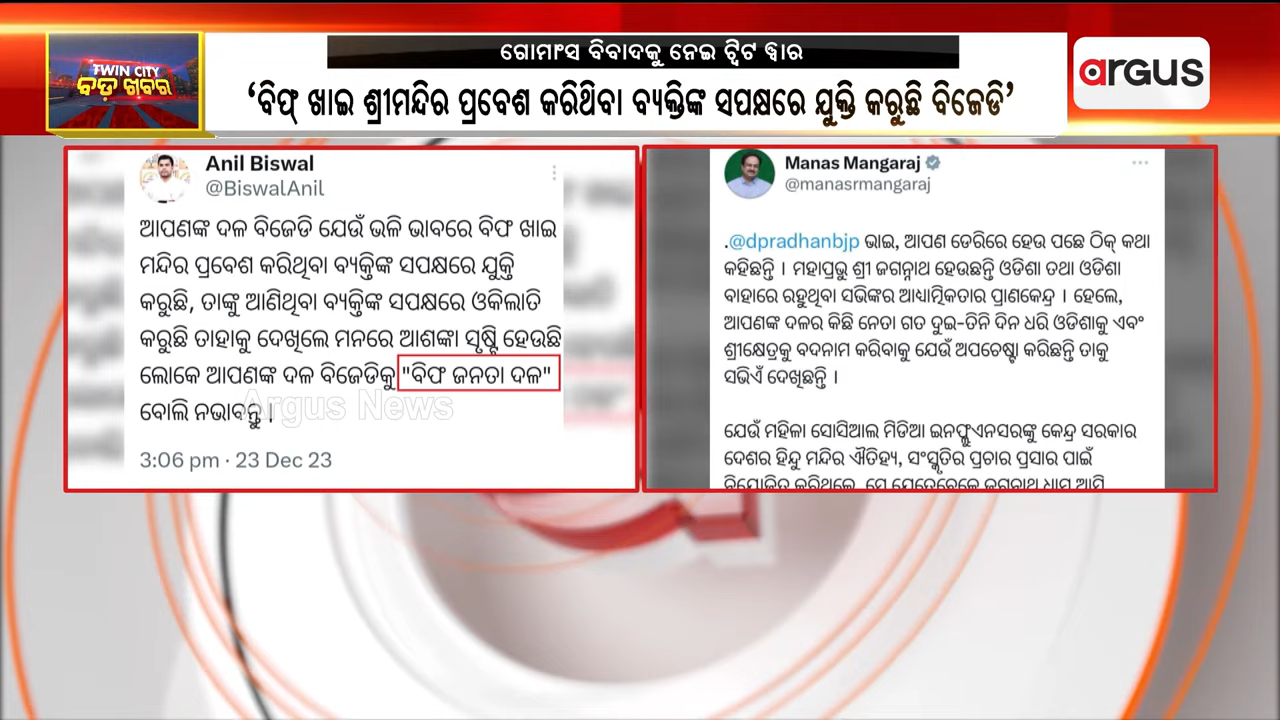 ଗୋମାଂସ ବିବାଦକୁ ନେଇ ଟ୍ୱିଟ ୱାର
TWIN CITY
ବଡ଼ ଖବର
‘ବିଫ୍ ଖାଇ ଶ୍ରୀମନ୍ଦିର ପ୍ରବେଶ କରିଥିବା ବ୍ୟକ୍ତିଙ୍କ ସପକ୍ଷରେ ଯୁକ୍ତି କରୁଛି ବିଜେଡି’
argus
Anil Biswal
@BiswalAnil
ଆପଣଙ୍କ ଦଳ ବିଜେଡି ଯେଉଁ ଭଳି ଭାବରେ ବିଫ ଖାଇ
ମନ୍ଦିର ପ୍ରବେଶ କରିଥିବା ବ୍ୟକ୍ତିଙ୍କ ସପକ୍ଷରେ ଯୁକ୍ତି
କରୁଛି, ତାଙ୍କୁ ଆଣିଥିବା ବ୍ୟକ୍ତିଙ୍କ ସପକ୍ଷରେ ଓକିଲାତି
କରୁଛି ତାହାକୁ ଦେଖିଲେ ମନରେ ଆଶଙ୍କା ସୃଷ୍ଟି ହେଉଛି
ଲୋକେ ଆପଣଙ୍କ ଦଳ ବିଜେଡିକୁ "ବିଫ ଜନତା ଦଳ"
ବୋଲି ନଭାବନ୍ତୁ ।
Argus News
3:06 pm · 23 Dec 23
Manas Mangaraj
@manasrmangaraj
.@dpradhanbjp ଭାଇ, ଆପଣ ଡେରିରେ ହେଉ ପଛେ ଠିକ୍ କଥା
କହିଛନ୍ତି । ମହାପ୍ରଭୁ ଶ୍ରୀ ଜଗନ୍ନାଥ ହେଉଛନ୍ତି ଓଡିଶା ତଥା ଓଡିଶା
ବାହାରେ ରହୁଥିବା ସଭିଙ୍କର ଆଧ୍ୟାତ୍ମିକତାର ପ୍ରାଣକେନ୍ଦ୍ର । ହେଲେ,
ଆପଣଙ୍କ ଦଳର କିଛି ନେତା ଗତ ଦୁଇ-ତିନି ଦିନ ଧରି ଓଡିଶାକୁ ଏବଂ
ଶ୍ରୀକ୍ଷେତ୍ରକୁ ବଦନାମ କରିବାକୁ ଯେଉଁ ଅପଚେଷ୍ଟା କରିଛନ୍ତି ତାକୁ
ସଭିଏଁ ଦେଖିଛନ୍ତି ।
ଯେଉଁ ମହିଳା ସୋସିଆଲ ମିଡିଆ ଇନଫ୍ଲୁଏନସରଙ୍କୁ କେନ୍ଦ୍ର ସରକାର
ଦେଶର ହିନ୍ଦୁ ମନ୍ଦିର ଐତିହ୍ୟ, ସଂସ୍କୃତିର ପ୍ରଚାର ପ୍ରସାର ପାଇଁ
ନିୟୋଜିତ କରିଥିଲେ, ସେ ଯେତେବେଳେ ଜଗନ୍ନାଥ ଧାମ ଆସି